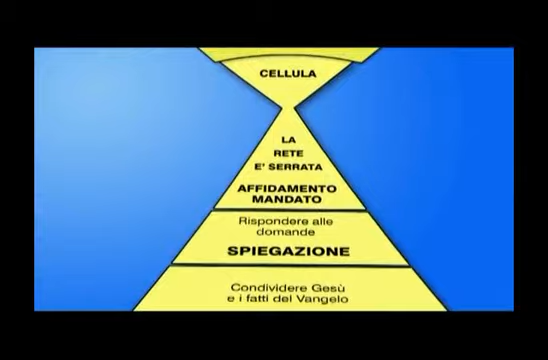 CELLULA
LA
RETE
E' SERRATA
AFFIDAMENTO
MANDATO
Rispondere alle
domande
SPIEGAZIONE
Condividere Gesù
e i fatti del Vangelo